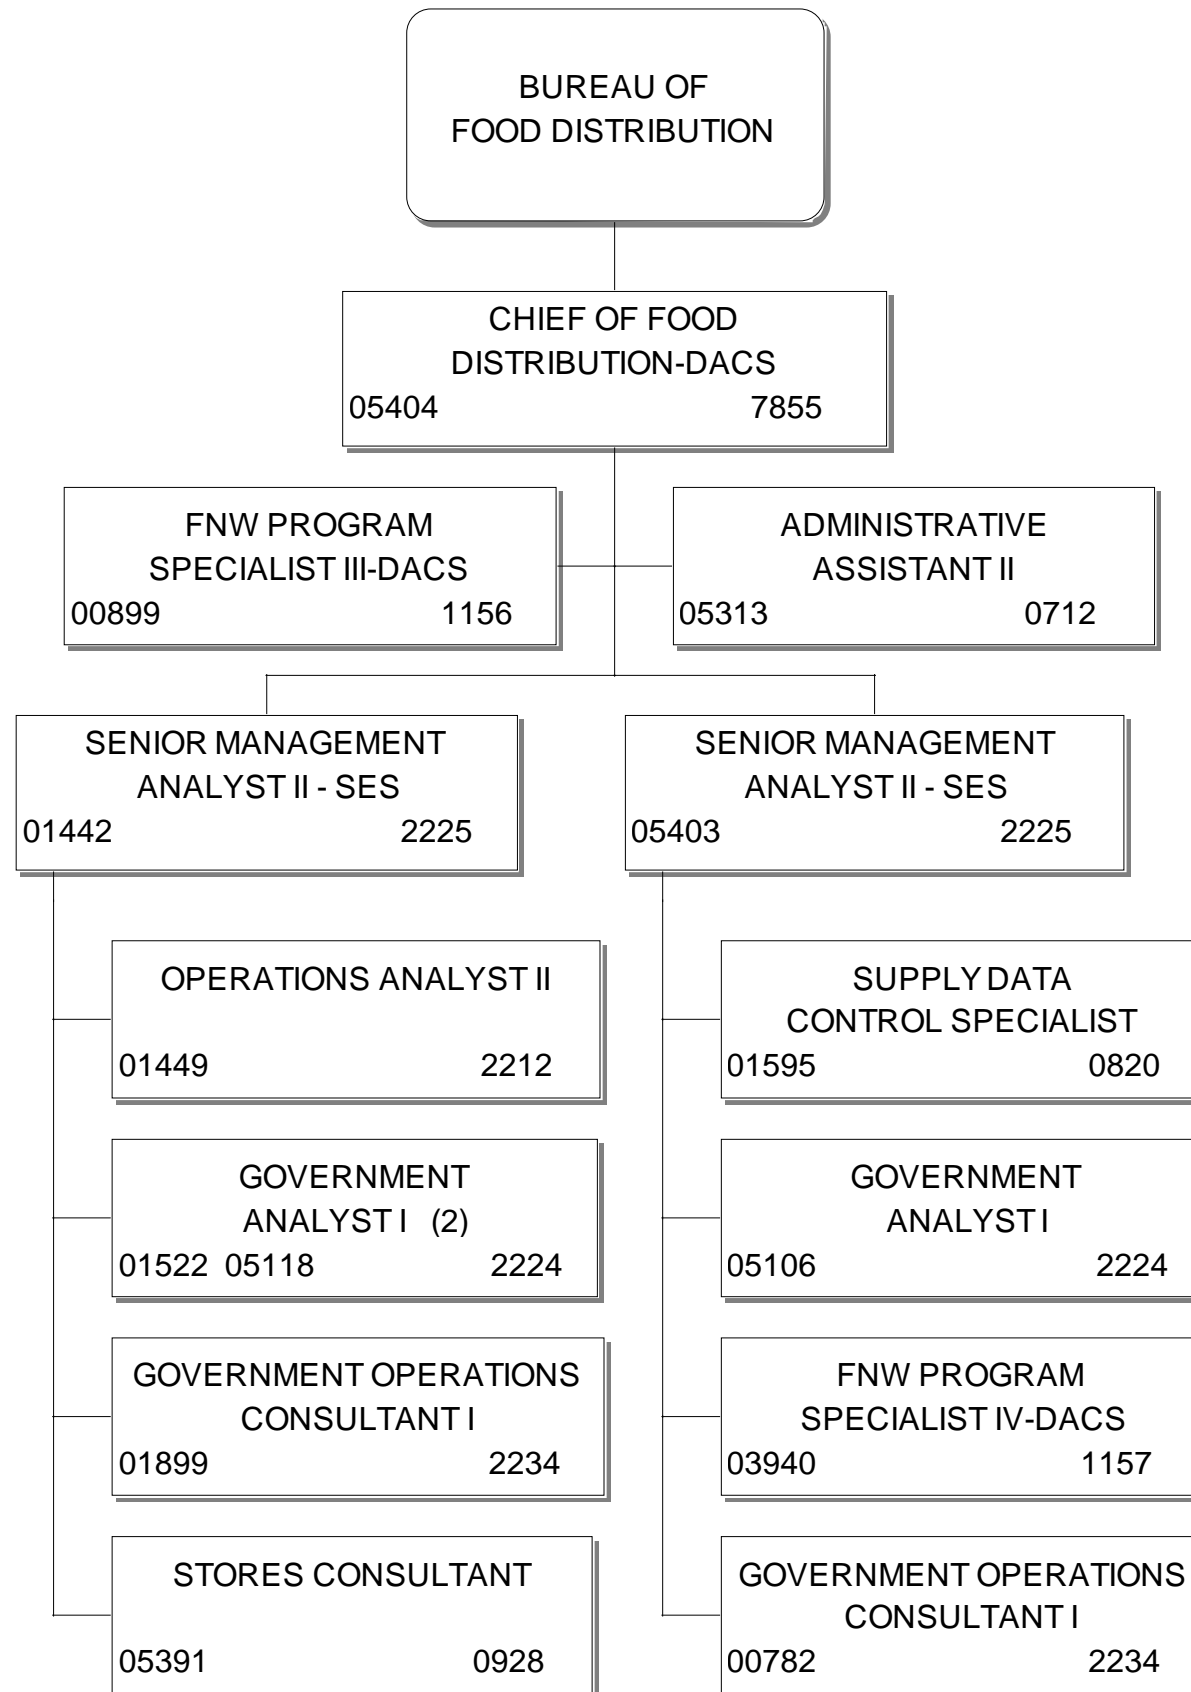 BUREAU OF
FOOD DISTRIBUTION
CHIEF OF FOOD
DISTRIBUTION-DACS
05404 7855
FNW PROGRAM
SPECIALIST III-DACS
00899 1156
ADMINISTRATIVE
ASSISTANT II
05313 0712
SENIOR MANAGEMENT
ANALYST II - SES
01442 2225
SENIOR MANAGEMENT
ANALYST II - SES
05403 2225
OPERATIONS ANALYST II
01449 2212
GOVERNMENT
ANALYST I (2)
01522 05118 2224
GOVERNMENT OPERATIONS
CONSULTANT I
01899 2234
STORES CONSULTANT
05391 0928
SUPPLY DATA
CONTROL SPECIALIST
01595 0820
GOVERNMENT
ANALYST I
05106 2224
FNW PROGRAM
SPECIALIST IV-DACS
03940 1157
GOVERNMENT OPERATIONS
CONSULTANT I
00782 2234